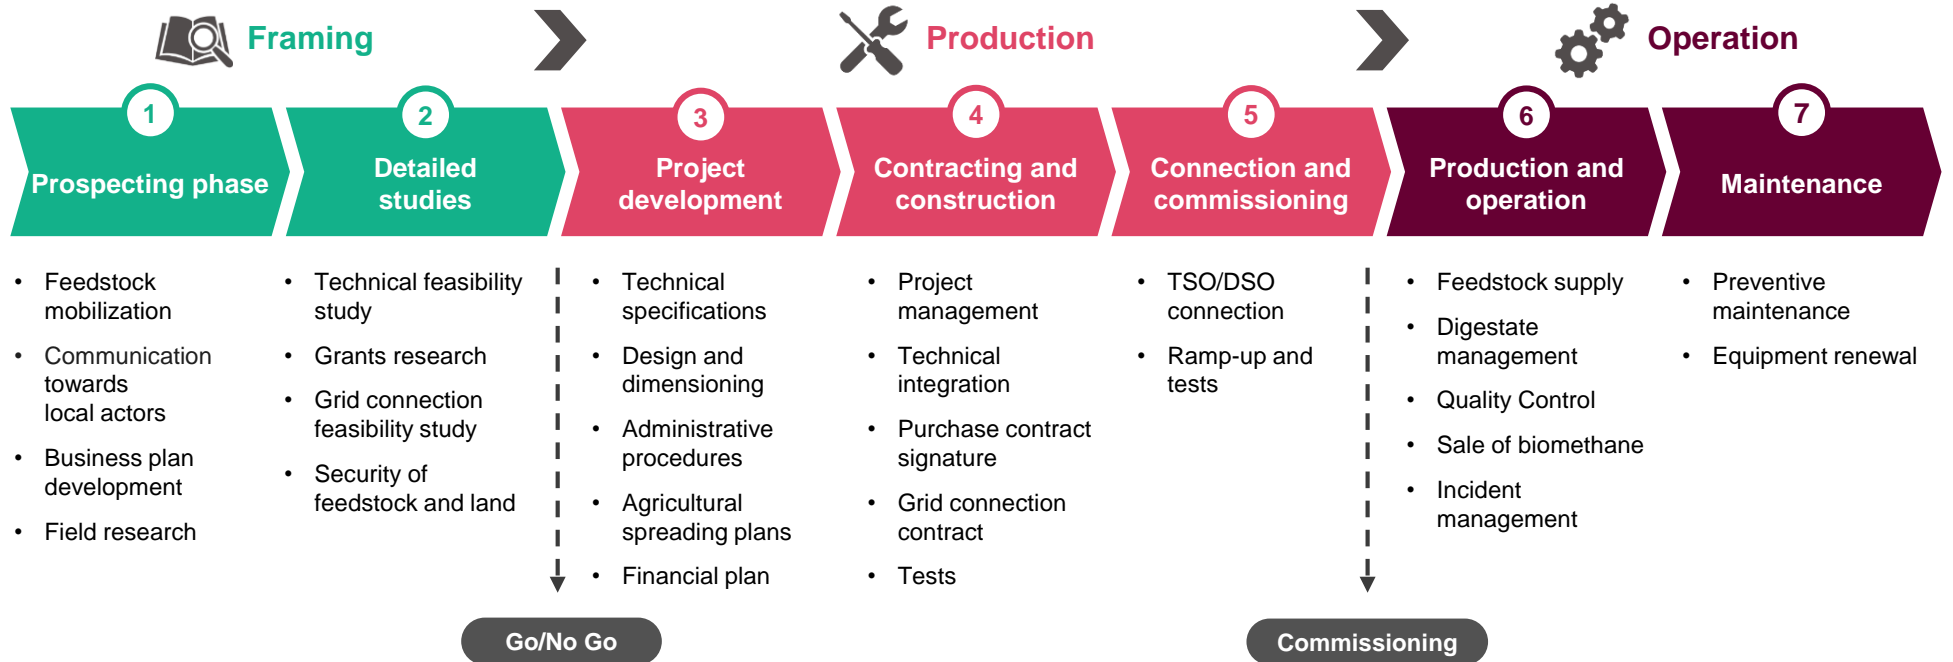 Framing
Production
Operation
1
2
3
4
5
6
7
Prospecting phase
Detailed
studies
Project
development
Contracting and
construction
Connection and
commissioning
Production and
operation
Maintenance
• Feedstock
mobilization
• Communication
towards
local actors
• Business plan
development
• Field research
• Technical feasibility
study
• Grants research
• Grid connection
feasibility study
• Security of
feedstock and land
• Technical
specifications
• Design and
dimensioning
• Administrative
procedures
• Agricultural
spreading plans
• Financial plan
• Project
management
• Technical
integration
• Purchase contract
signature
• Grid connection
contract
• Tests
• TSO/DSO
connection
• Ramp-up and
tests
• Feedstock supply
• Digestate
management
• Quality Control
• Sale of biomethane
• Incident
management
• Preventive
maintenance
• Equipment renewal
Go/No Go
Commissioning